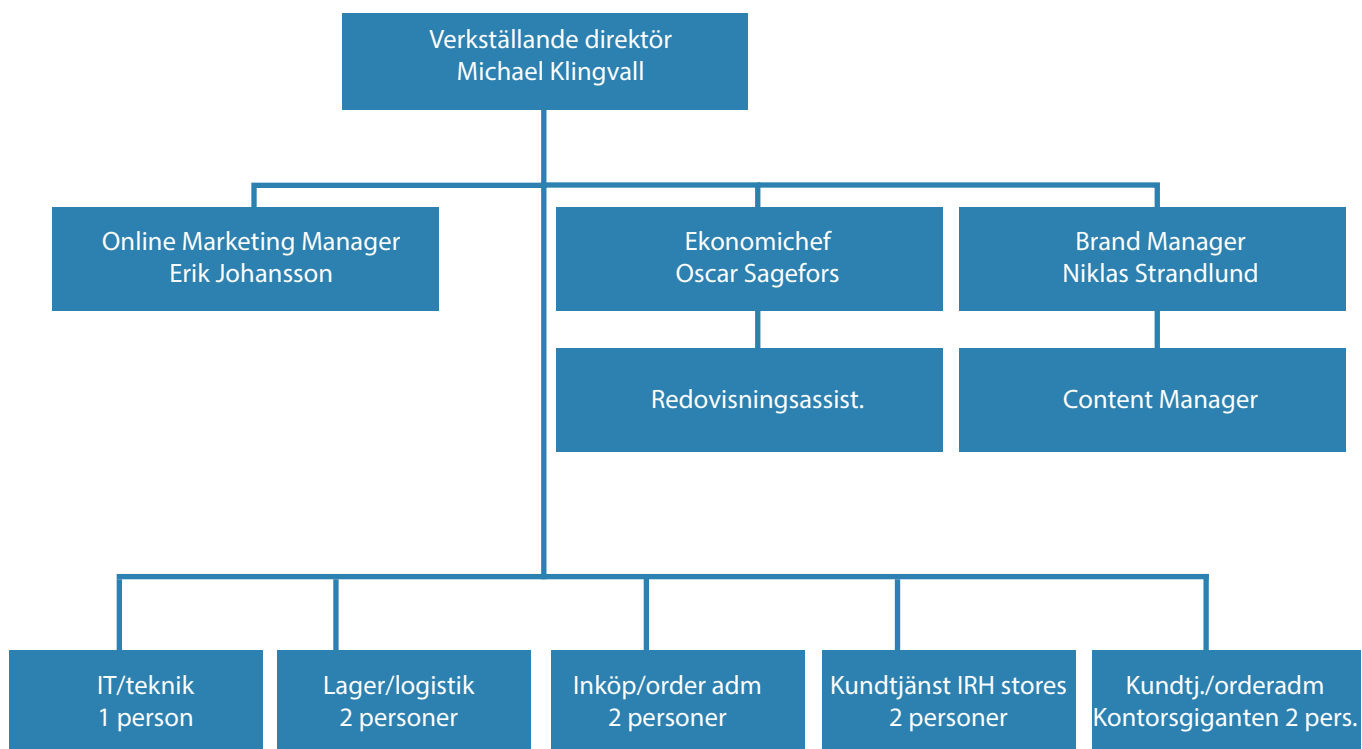 Verkställande direktör
Michael Klingvall
Online Marketing Manager
Erik Johansson
Ekonomichef
Oscar Sagefors
Brand Manager
Niklas Strandlund
Redovisningsassist.
Content Manager
IT/teknik
1 person
Lager/logistik
2 personer
Inköp/order adm
2 personer
Kundtjänst IRH stores
2 personer
Kundtj./orderadm
Kontorsgiganten 2 pers.